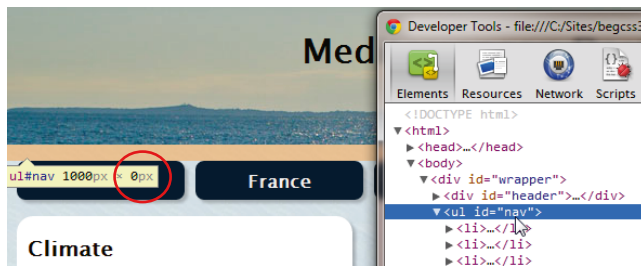 Med
ul#nav 1000px × 0px
France
Climate
Developer Tools - file:///C:/Sites/begcss3
Elements Resources Network Scripts
<!DOCTYPE html>
▼<html>
▶<head>…</head>
▼<body>
▼<div id="wrapper">
▶<div id="header">…</div>
▼<ul id="nav">
▶<li>…</li>
▶<li>…</li>
▶<li>…</li>